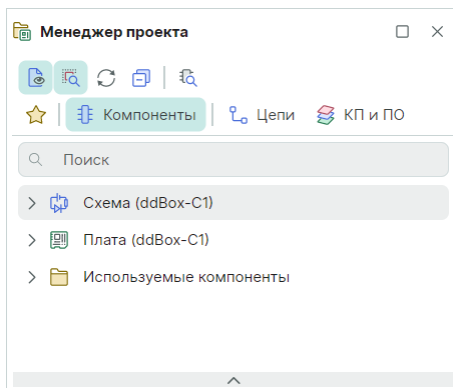 Менеджер проекта
Компоненты Цепи КП и ПО
Поиск
Схема (ddBox-C1)
Плата (ddBox-C1)
Используемые компоненты